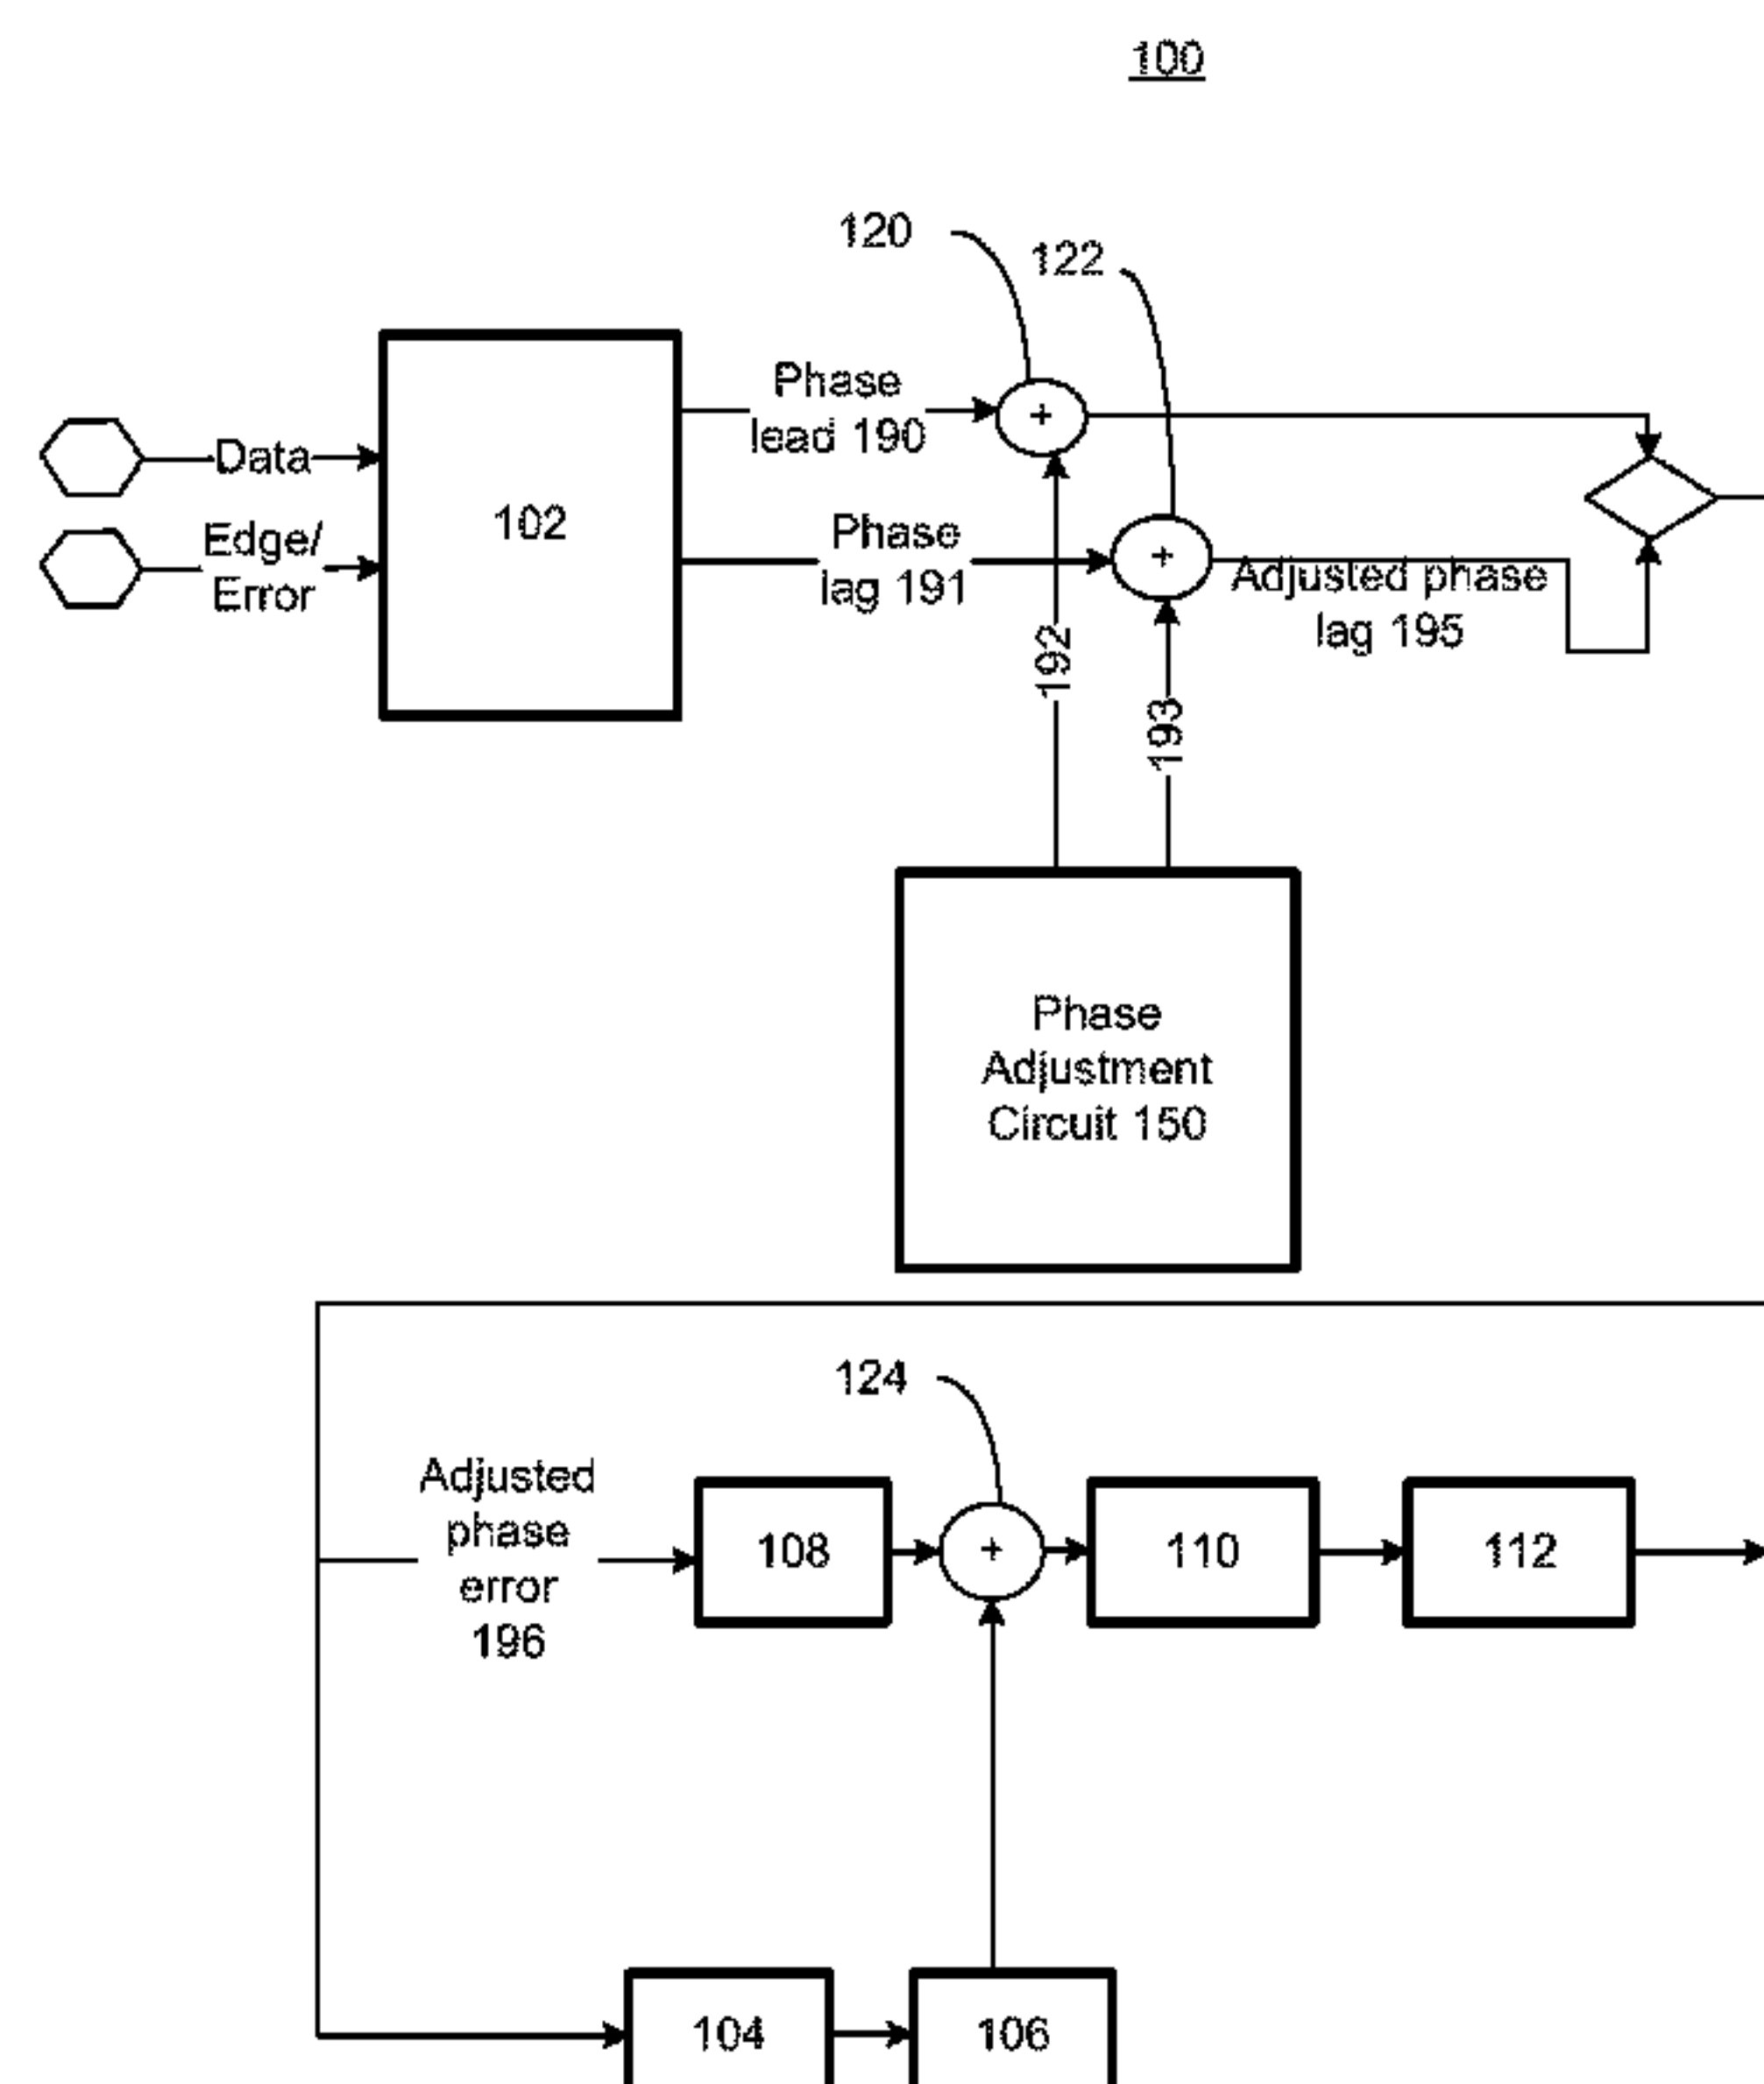 100
120
122
Phase
lead 190
Data
102
Edge/
Error
Phase
lag 191
Adjusted phase
lag 195
192
193
Phase
Adjustment
Circuit 150
124
Adjusted
phase
error
196
108
110
112
104
106
+
+
+